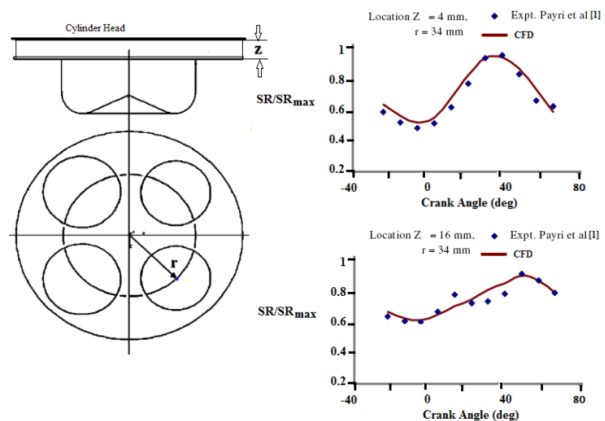 Cylinder Head
Z
r
Location Z = 4 mm,
r = 34 mm
Expt. Payri et al [1]
CFD
SR/SRmax
1
0.8
0.6
0.4
0.2
-40
0
40
80
Crank Angle (deg)
Location Z = 16 mm,
r = 34 mm
Expt. Payri et al[1]
CFD
SR/SRmax
1
0.8
0.6
0.4
0.2
-40
0
40
80
Crank Angle (deg)